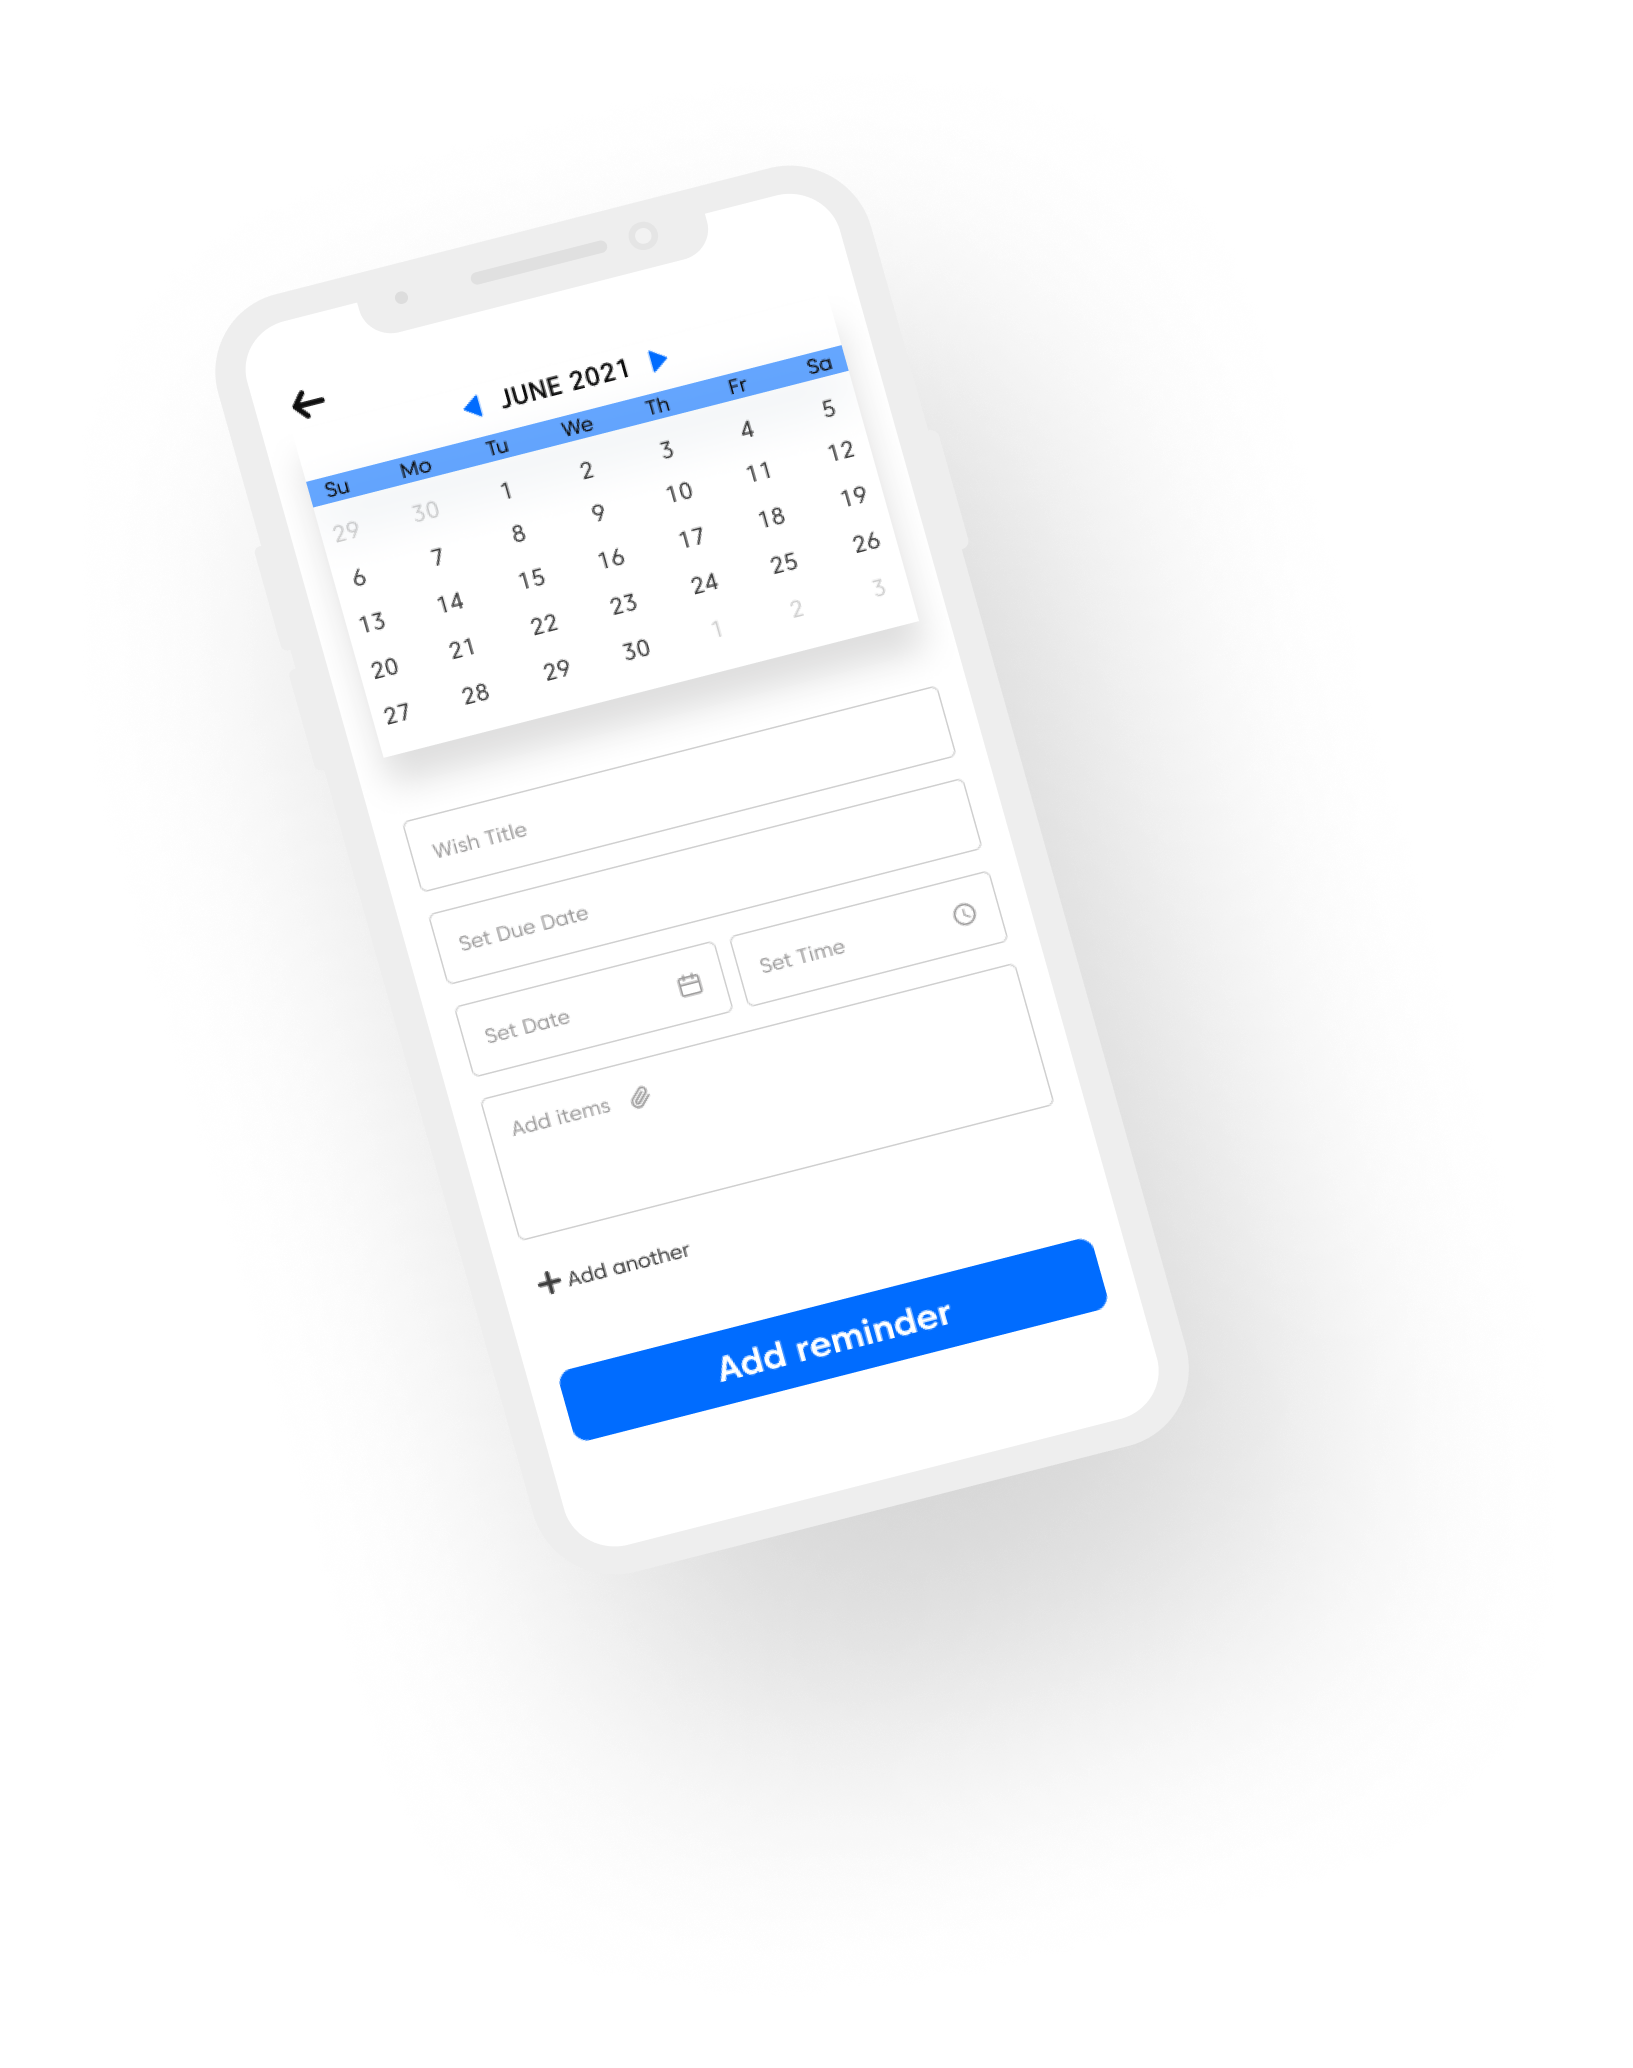 JUNE 2021
Su Mo Tu We Th Fr Sa
29 30 1 2 3 4 5
6 7 8 9 10 11 12
13 14 15 16 17 18 19
20 21 22 23 24 25 26
27 28 29 30 1 2 3
Wish Title
Set Due Date
Set Date Set Time
Add items
Add another
Add reminder